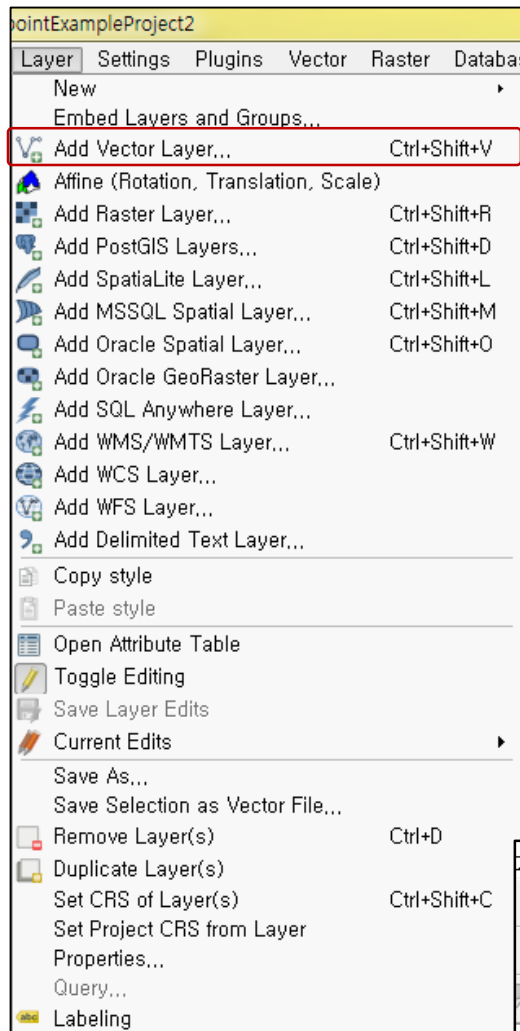 pointExampleProject2
Layer Settings Plugins Vector Raster Databas
New
Embed Layers and Groups...
Add Vector Layer... Ctrl+Shift+V
Affine (Rotation, Translation, Scale)
Add Raster Layer... Ctrl+Shift+R
Add PostGIS Layers... Ctrl+Shift+D
Add SpatiaLite Layer... Ctrl+Shift+L
Add MSSQL Spatial Layer... Ctrl+Shift+M
Add Oracle Spatial Layer... Ctrl+Shift+O
Add Oracle GeoRaster Layer...
Add SQL Anywhere Layer...
Add WMS/WMTS Layer... Ctrl+Shift+W
Add WCS Layer...
Add WFS Layer...
Add Delimited Text Layer...
Copy style
Paste style
Open Attribute Table
Toggle Editing
Save Layer Edits
Current Edits
Save As...
Save Selection as Vector File...
Remove Layer(s) Ctrl+D
Duplicate Layer(s)
Set CRS of Layer(s) Ctrl+Shift+C
Set Project CRS from Layer
Properties...
Query...
abc Labeling